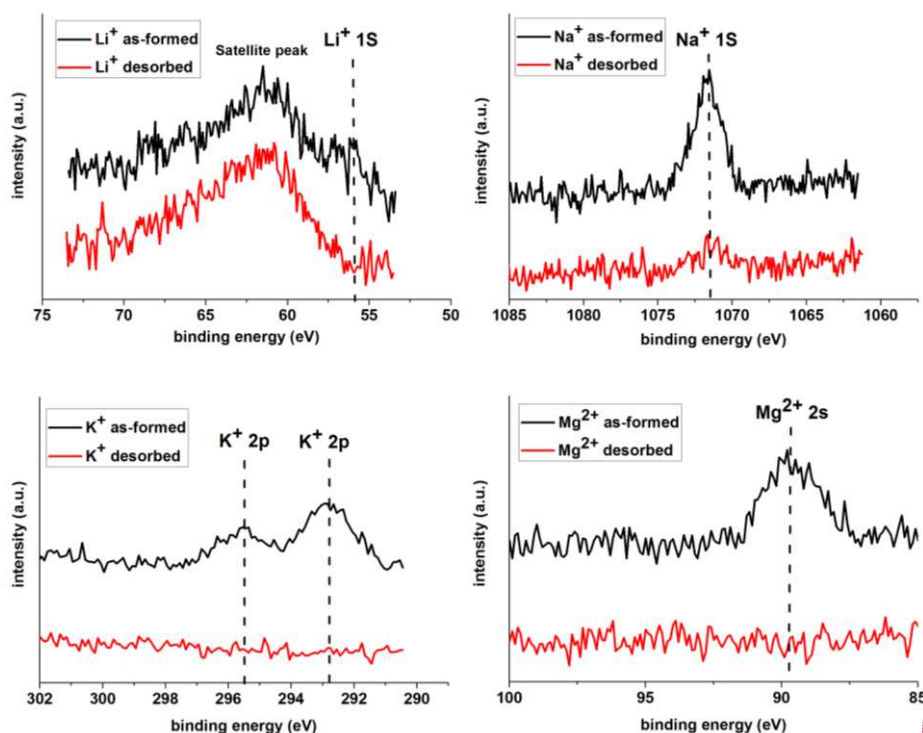 Li+ as-formed
Li+ desorbed
Satellite peak
Li+ 1S
intensity (a.u.)
75 70 65 60 55 50
binding energy (eV)
Na+ as-formed
Na+ desorbed
Na+ 1S
intensity (a.u.)
1085 1080 1075 1070 1065 1060
binding energy (eV)
K+ as-formed
K+ desorbed
K+ 2p K+ 2p
intensity (a.u.)
302 300 298 296 294 292 290
binding energy (eV)
Mg2+ as-formed
Mg2+ desorbed
Mg2+ 2s
intensity (a.u.)
100 95 90 85
binding energy (eV)